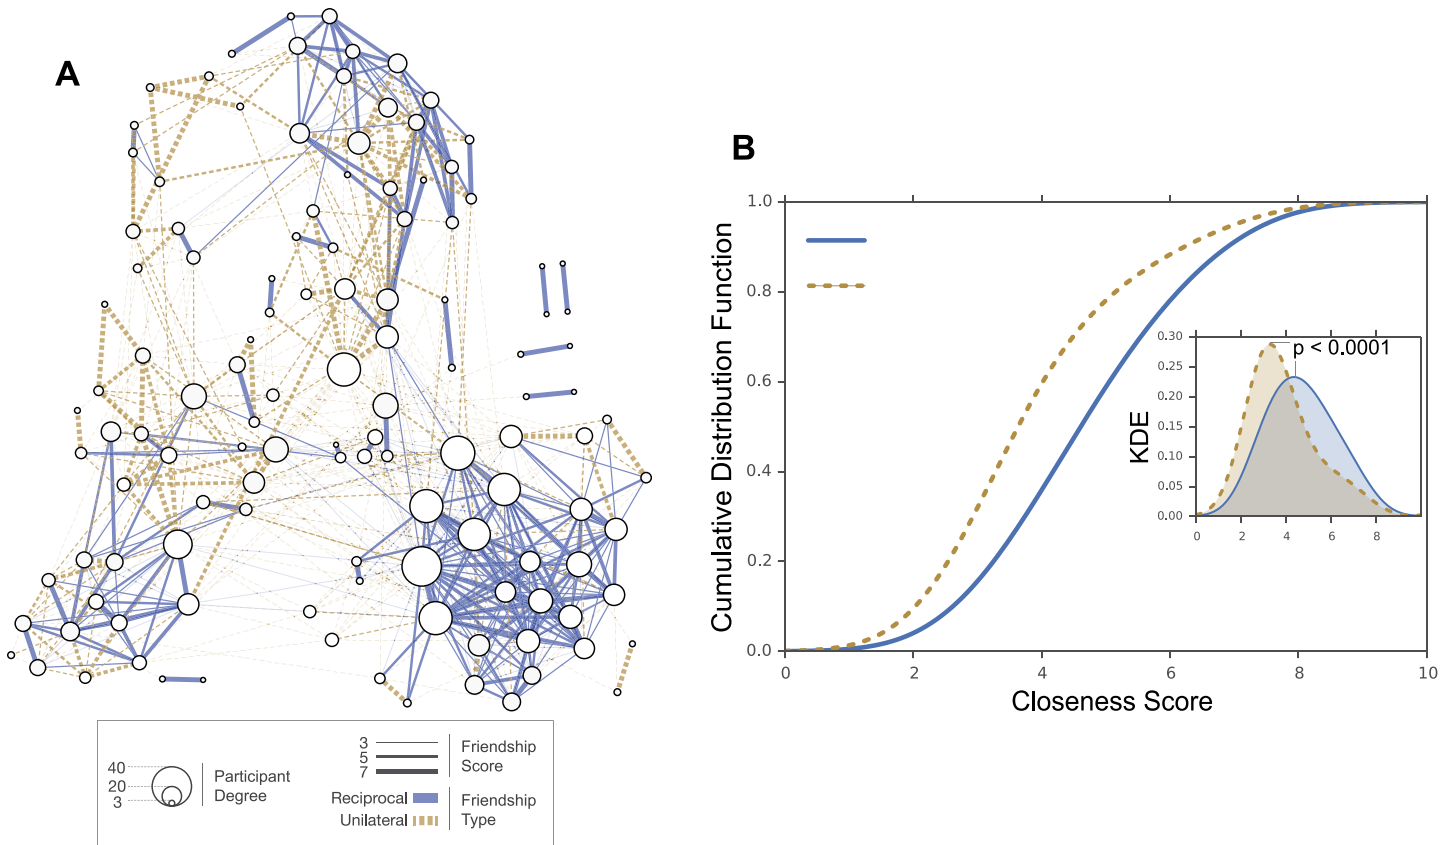 A
40
20
3
Participant
Degree
3
5
7
Friendship
Score
Reciprocal
Unilateral
Friendship
Type
B
Cumulative Distribution Function
1.0
0.8
0.6
0.4
0.2
0.0
0 2 4 6 8 10
Closeness Score
KDE
0.30
0.25
0.20
0.15
0.10
0.05
0.00
0 2 4 6 8
p < 0.0001